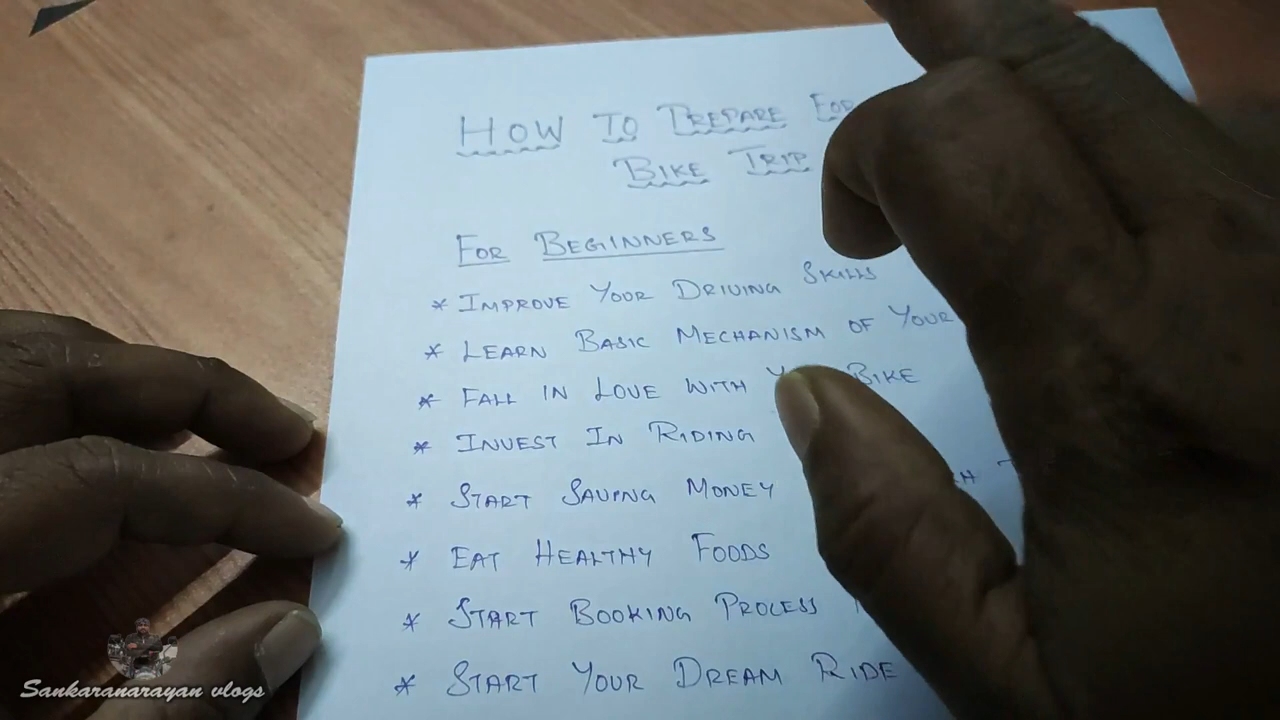 HOW TO PREPARE FOR
BIKE TRIP
FOR BEGINNERS
* IMPROVE YOUR DRIVING SKILLS
* LEARN BASIC MECHANISM OF YOUR
* FALL IN LOVE WITH BIKE
* INVEST IN RIDING
* START SAVING MONEY
* EAT HEALTHY FOODS
* START BOOKING PROCESS
* START YOUR DREAM RIDE
Sankaranarayan vlogs